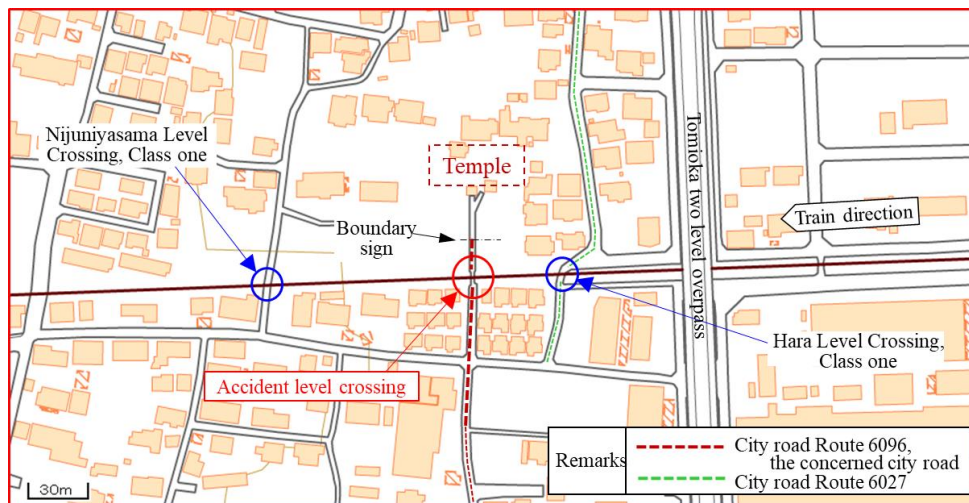 Nijuniyasama Level
Crossing, Class one
Temple
Boundary
sign
Tomioka two level overpass
Train direction
Accident level crossing
Hara Level Crossing,
Class one
Remarks
City road Route 6096,
the concerned city road
City road Route 6027
30m